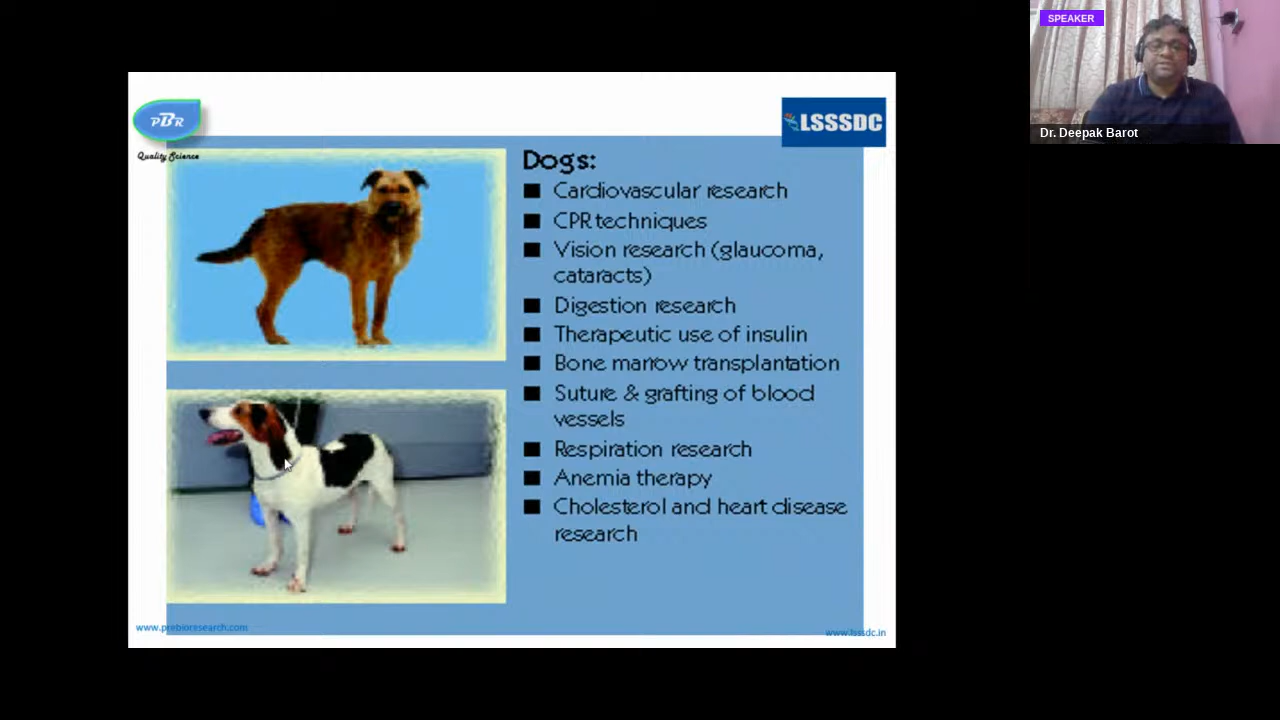 SPEAKER
Dr. Deepak Barot
PBR
Quality Science
LSSSDC
Dogs:
Cardiovascular research
CPR techniques
Vision research (glaucoma,
cataracts)
Digestion research
Therapeutic use of insulin
Bone marrow transplantation
Suture & grafting of blood
vessels
Respiration research
Anemia therapy
Cholesterol and heart disease
research
www.prebioresearch.com
www.lsssdc.in